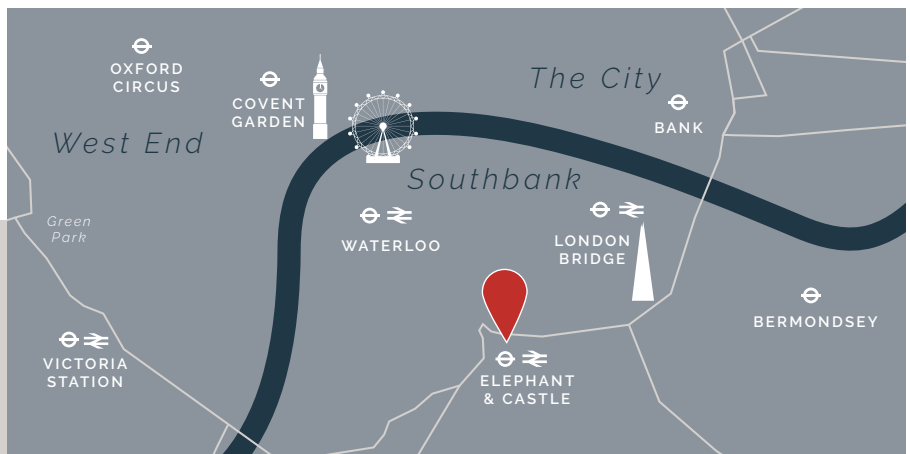 OXFORD
CIRCUS
COVENT
GARDEN
The City
BANK
West End
Southbank
Green
Park
WATERLOO
LONDON
BRIDGE
BERMONDSEY
VICTORIA
STATION
ELEPHANT
& CASTLE